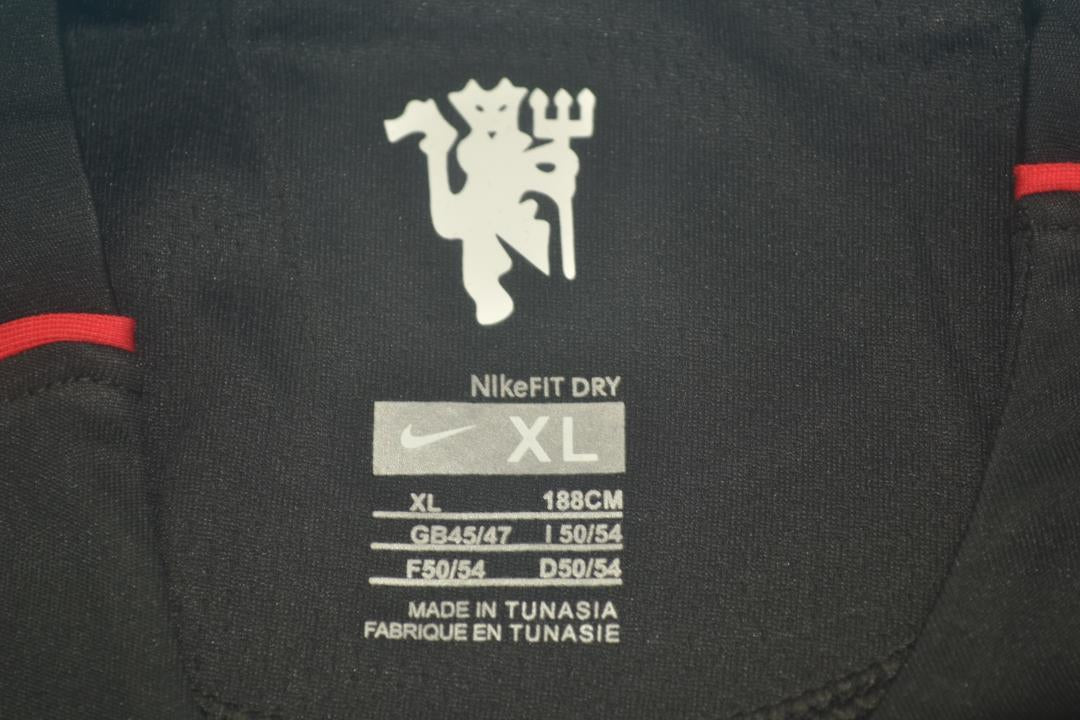 NIkeFIT DRY
XL
XL 188CM
GB45/47 I 50/54
F50/54 D50/54
MADE IN TUNASIA
FABRIQUE EN TUNASIE